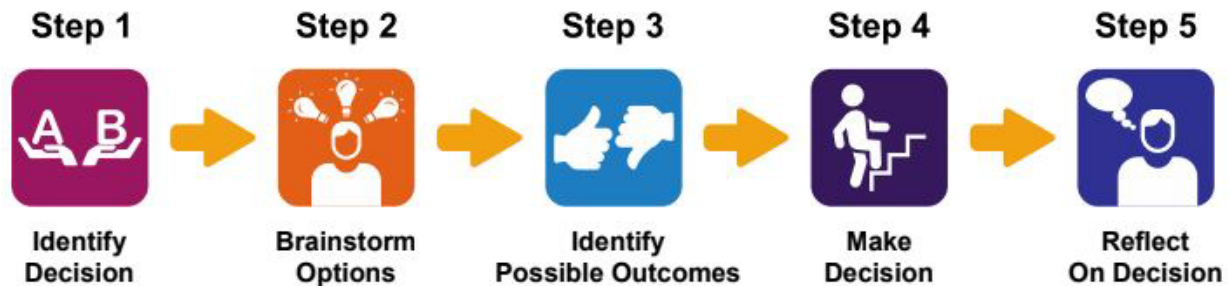 Step 1
Step 2
Step 3
Step 4
Step 5
A B
Identify
Decision
Brainstorm
Options
Identify
Possible Outcomes
Make
Decision
Reflect
On Decision